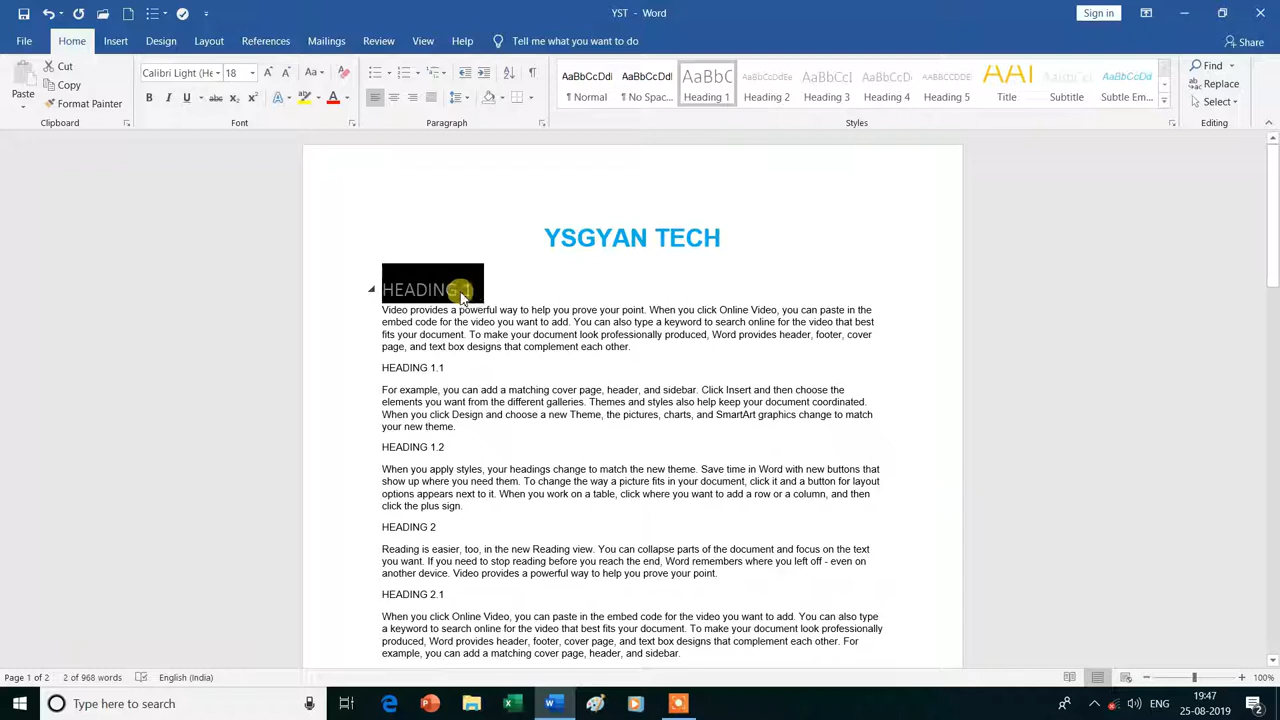 YST - Word
Sign in
File Home Insert Design Layout References Mailings Review View Help Tell me what you want to do Share
Paste Cut Copy Format Painter Clipboard
Calibri Light (He 18 Font
Paragraph
AaBbCcDdI AaBbCcDdI AaBbC AaBbCcDdEe AaBbCcI AaBbCcDd AaBbCcDDE AAI AaBbCcD AaBbCcDd
¶ Normal ¶ No Spac... Heading 1 Heading 2 Heading 3 Heading 4 Heading 5 Title Subtitle Subtle Em...
Styles
Find Replace Select Editing
YSGYAN TECH
HEADING 1
Video provides a powerful way to help you prove your point. When you click Online Video, you can paste in the
embed code for the video you want to add. You can also type a keyword to search online for the video that best
fits your document. To make your document look professionally produced, Word provides header, footer, cover
page, and text box designs that complement each other.
HEADING 1.1
For example, you can add a matching cover page, header, and sidebar. Click Insert and then choose the
elements you want from the different galleries. Themes and styles also help keep your document coordinated.
When you click Design and choose a new Theme, the pictures, charts, and SmartArt graphics change to match
your new theme.
HEADING 1.2
When you apply styles, your headings change to match the new theme. Save time in Word with new buttons that
show up where you need them. To change the way a picture fits in your document, click it and a button for layout
options appears next to it. When you work on a table, click where you want to add a row or a column, and then
click the plus sign.
HEADING 2
Reading is easier, too, in the new Reading view. You can collapse parts of the document and focus on the text
you want. If you need to stop reading before you reach the end, Word remembers where you left off - even on
another device. Video provides a powerful way to help you prove your point.
HEADING 2.1
When you click Online Video, you can paste in the embed code for the video you want to add. You can also type
a keyword to search online for the video that best fits your document. To make your document look professionally
produced, Word provides header, footer, cover page, and text box designs that complement each other. For
example, you can add a matching cover page, header, and sidebar.
Page 1 of 2 2 of 968 words English (India) 100%
Type here to search
19:47
25-08-2019